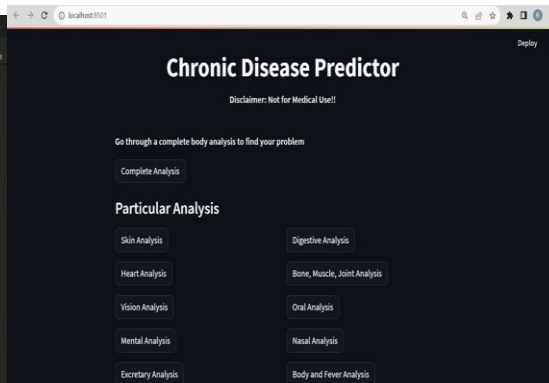 localhost:8501
Deploy
Chronic Disease Predictor
Disclaimer: Not for Medical Use!!
Go through a complete body analysis to find your problem
Complete Analysis
Particular Analysis
Skin Analysis
Digestive Analysis
Heart Analysis
Bone, Muscle, Joint Analysis
Vision Analysis
Oral Analysis
Mental Analysis
Nasal Analysis
Excretary Analysis
Body and Fever Analysis